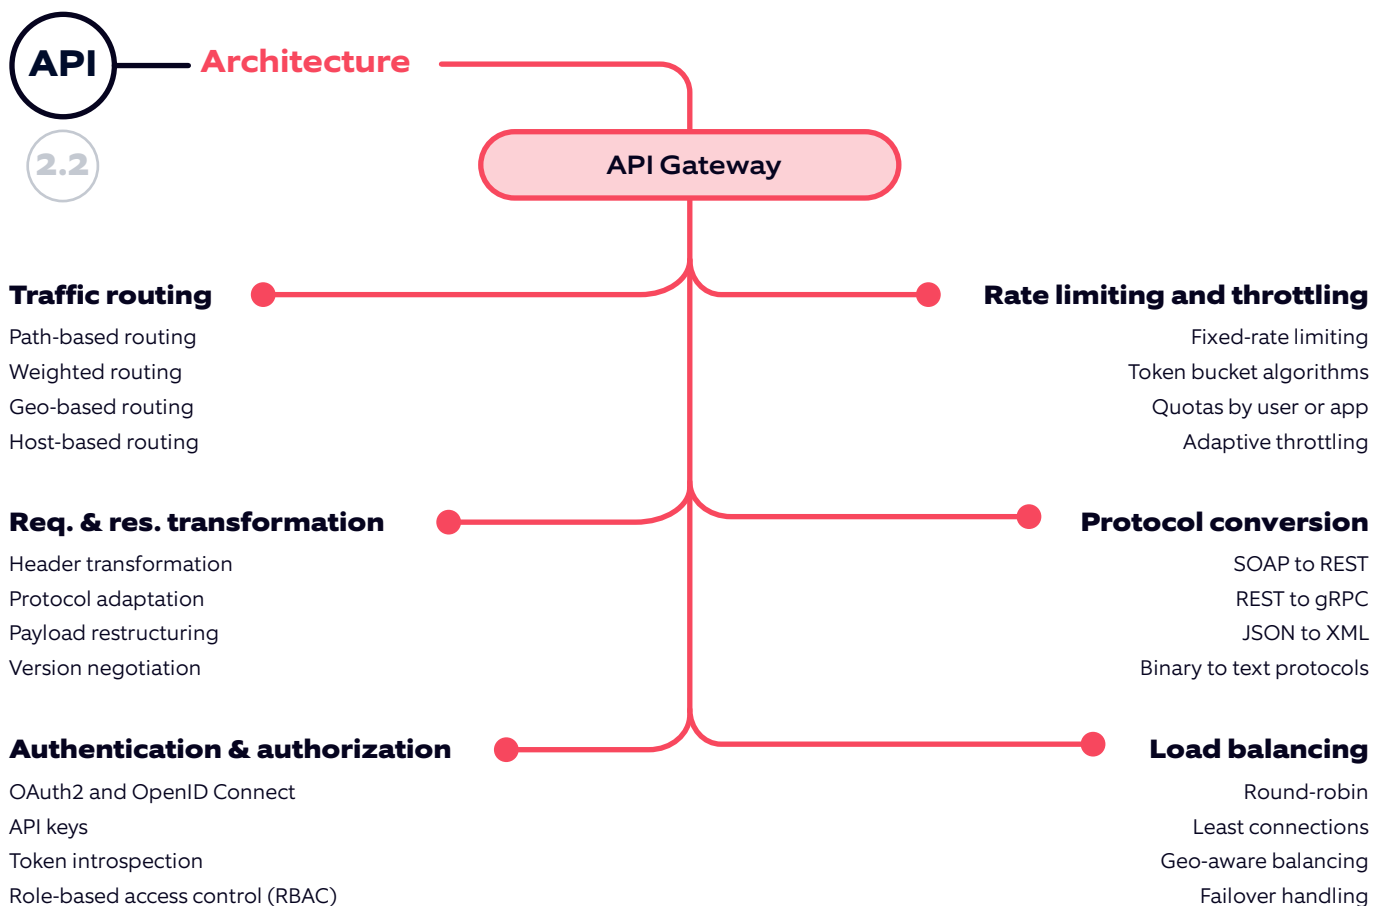 API
Architecture
2.2
API Gateway
Traffic routing
Path-based routing
Weighted routing
Geo-based routing
Host-based routing
Rate limiting and throttling
Fixed-rate limiting
Token bucket algorithms
Quotas by user or app
Adaptive throttling
Req. & res. transformation
Header transformation
Protocol adaptation
Payload restructuring
Version negotiation
Protocol conversion
SOAP to REST
REST to gRPC
JSON to XML
Binary to text protocols
Authentication & authorization
OAuth2 and OpenID Connect
API keys
Token introspection
Role-based access control (RBAC)
Load balancing
Round-robin
Least connections
Geo-aware balancing
Failover handling